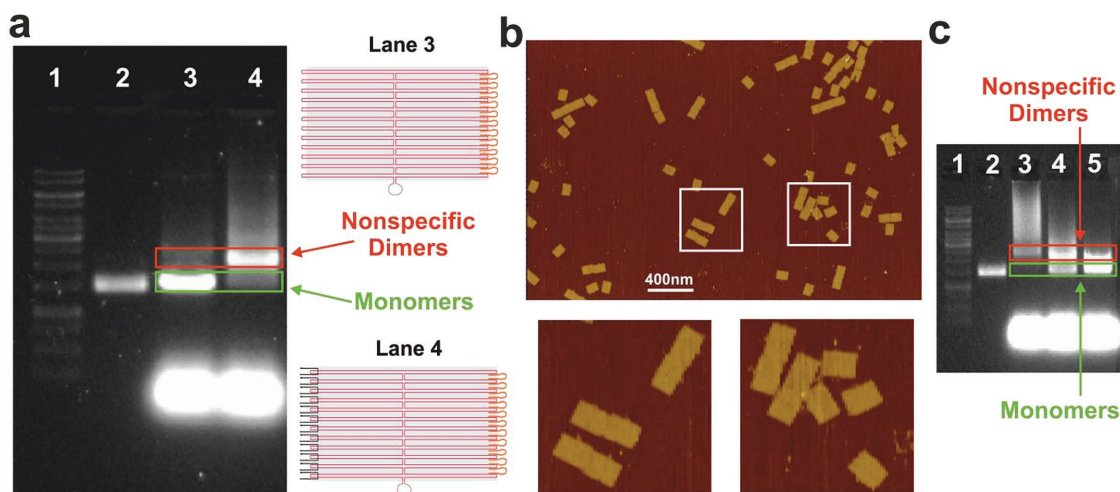 a
1 2 3 4
Lane 3
Nonspecific
Dimers
Monomers
Lane 4
b
400nm
c
Nonspecific
Dimers
1 2 3 4 5
Monomers